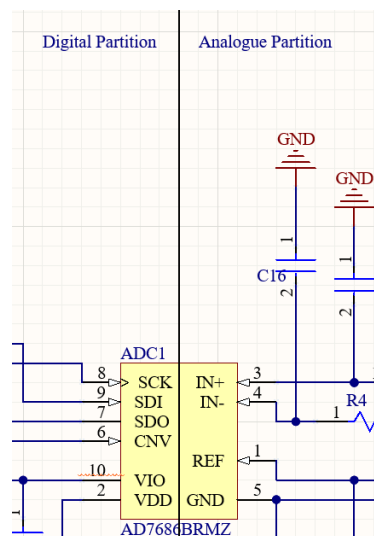 Digital Partition Analogue Partition
GND
GND
1
1
C16
2
2
ADC1
8 SCK IN+ 3
9 SDI IN- 4
R4
7 SDO 1
6 CNV
REF 1
10 VIO
2 VDD GND 5
1
AD7686BRMZ